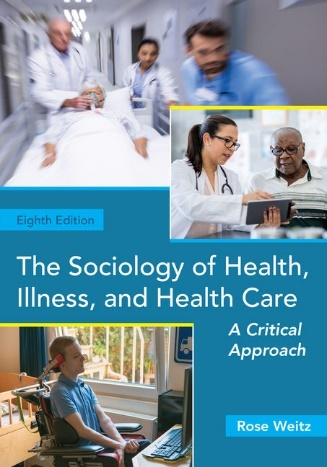 Eighth Edition
The Sociology of Health,
Illness, and Health Care
A Critical
Approach
Rose Weitz